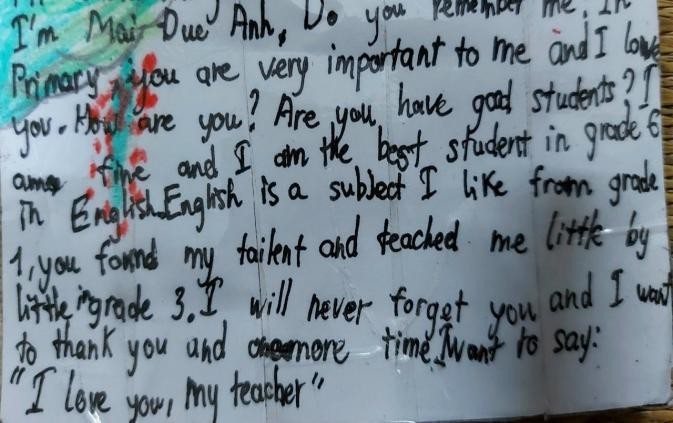 I'm Mai Due Anh, Do you remember me. In
Primary, you are very important to me and I love
you. How are you? Are you have good students? I
am fine and I am the best student in grade 6
in English. English is a subject I like from grade
1, you found my tailent and teached me little by
little in grade 3. I will never forget you and I want
to thank you and more time, I want to say:
"I love you, my teacher"